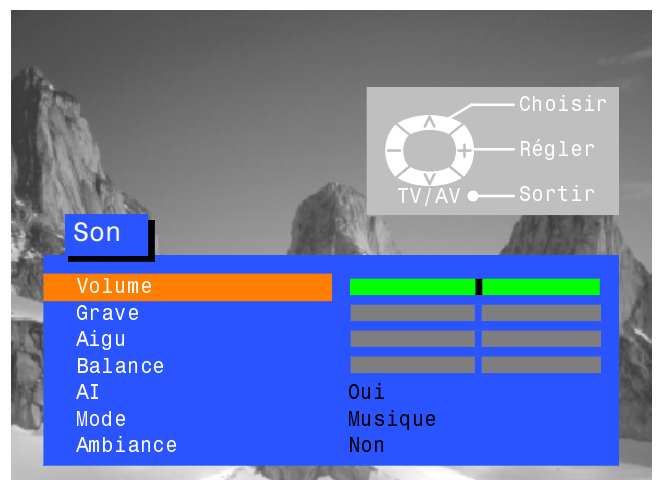 Choisir
Régler
TV/AV Sortir
Son
Volume
Grave
Aigu
Balance
AI Oui
Mode Musique
Ambiance Non